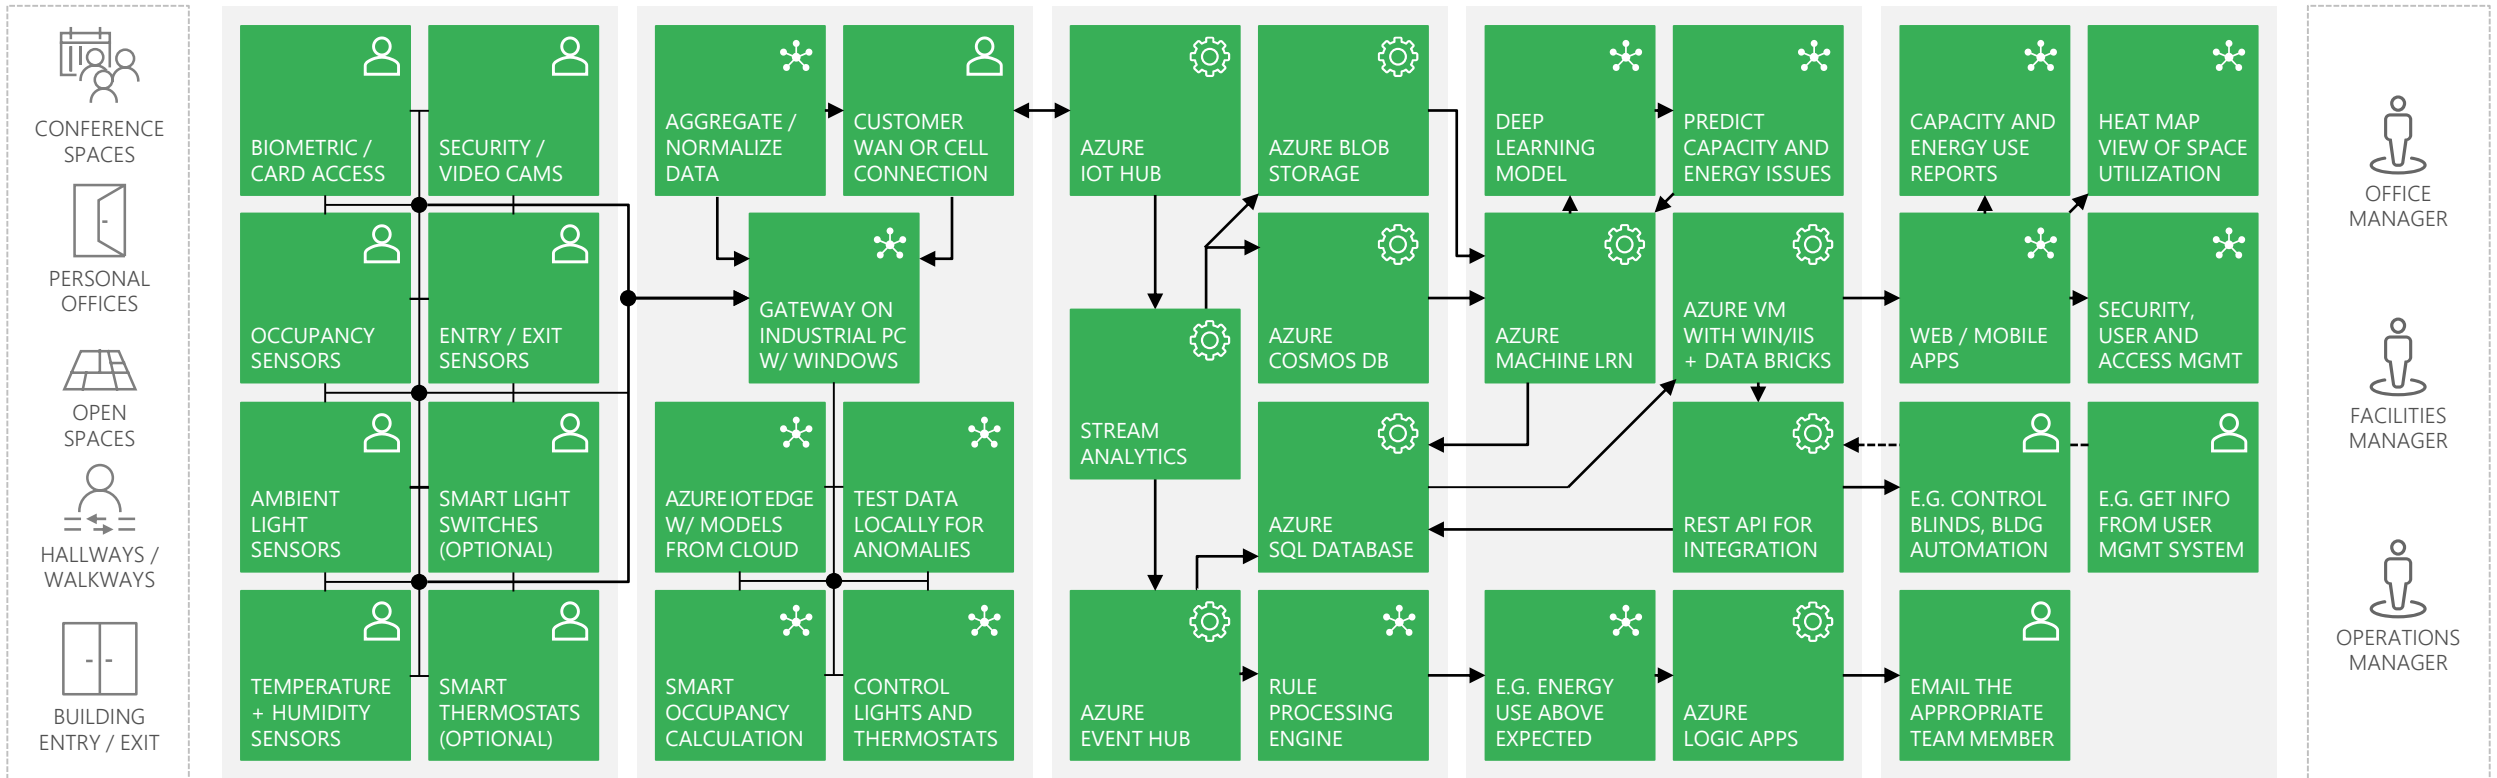 CONFERENCE
SPACES
PERSONAL
OFFICES
OPEN
SPACES
HALLWAYS /
WALKWAYS
BUILDING
ENTRY / EXIT
BIOMETRIC /
CARD ACCESS
SECURITY /
VIDEO CAMS
OCCUPANCY
SENSORS
ENTRY / EXIT
SENSORS
AMBIENT
LIGHT
SENSORS
SMART LIGHT
SWITCHES
(OPTIONAL)
TEMPERATURE
+ HUMIDITY
SENSORS
SMART
THERMOSTATS
(OPTIONAL)
AGGREGATE /
NORMALIZE
DATA
CUSTOMER
WAN OR CELL
CONNECTION
GATEWAY ON
INDUSTRIAL PC
W/ WINDOWS
AZURE IOT EDGE
W/ MODELS
FROM CLOUD
TEST DATA
LOCALLY FOR
ANOMALIES
SMART
OCCUPANCY
CALCULATION
CONTROL
LIGHTS AND
THERMOSTATS
AZURE
IOT HUB
AZURE BLOB
STORAGE
AZURE
COSMOS DB
STREAM
ANALYTICS
AZURE
SQL DATABASE
AZURE
EVENT HUB
RULE
PROCESSING
ENGINE
DEEP
LEARNING
MODEL
PREDICT
CAPACITY AND
ENERGY ISSUES
AZURE
MACHINE LRN
AZURE VM
WITH WIN/IIS
+ DATA BRICKS
REST API FOR
INTEGRATION
E.G. ENERGY
USE ABOVE
EXPECTED
AZURE
LOGIC APPS
CAPACITY AND
ENERGY USE
REPORTS
HEAT MAP
VIEW OF SPACE
UTILIZATION
WEB / MOBILE
APPS
SECURITY,
USER AND
ACCESS MGMT
E.G. CONTROL
BLINDS, BLDG
AUTOMATION
E.G. GET INFO
FROM USER
MGMT SYSTEM
EMAIL THE
APPROPRIATE
TEAM MEMBER
OFFICE
MANAGER
FACILITIES
MANAGER
OPERATIONS
MANAGER